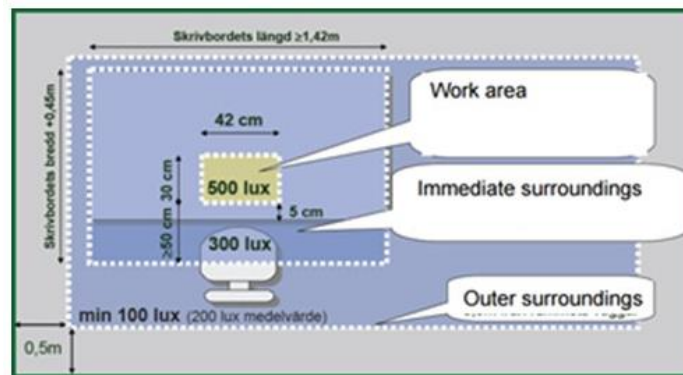 Skrivbordets längd ≥1,42m
Skrivbordets bredd +0,45m
42 cm
30 cm
500 lux
5 cm
≥50 cm
300 lux
Work area
Immediate surroundings
Outer surroundings
min 100 lux (200 lux medelvärde)
0,5m